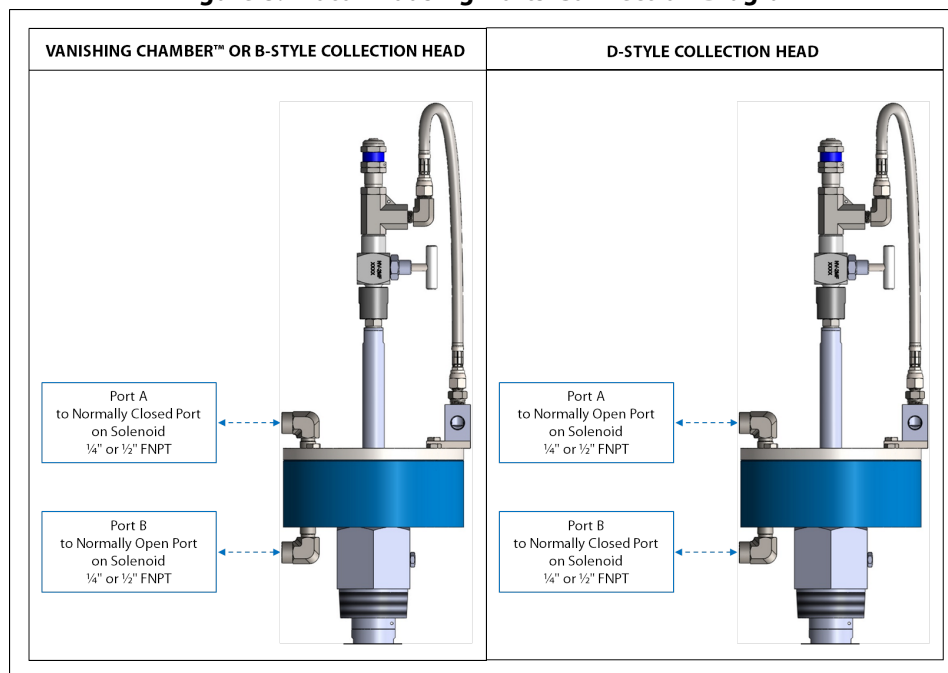 VANISHING CHAMBER™ OR B-STYLE COLLECTION HEAD
D-STYLE COLLECTION HEAD
Port A
to Normally Closed Port
on Solenoid
¼" or ½" FNPT
Port B
to Normally Open Port
on Solenoid
¼" or ½" FNPT
Port A
to Normally Open Port
on Solenoid
¼" or ½" FNPT
Port B
to Normally Closed Port
on Solenoid
¼" or ½" FNPT
XXXX
XXXX